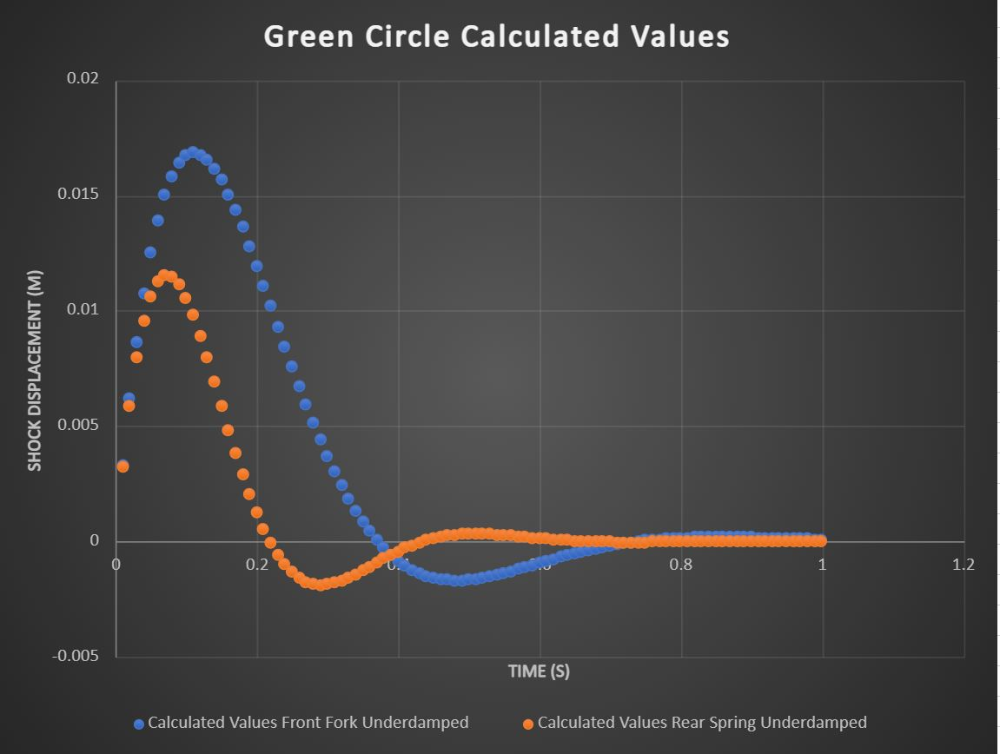 Green Circle Calculated Values
0.02
0.015
0.01
0.005
0
-0.005
0 0.2 0.8 1 1.2
SHOCK DISPLACEMENT (M)
TIME (S)
Calculated Values Front Fork Underdamped
Calculated Values Rear Spring Underdamped